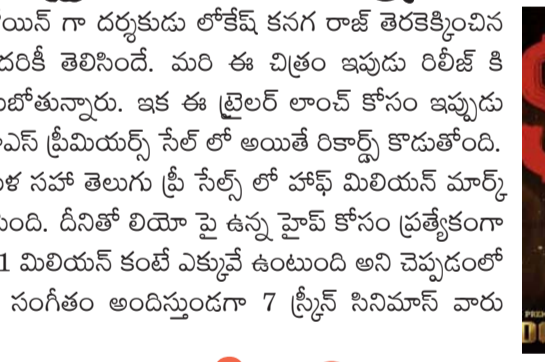 యిన్ గా దర్శకుడు లోకేష్ కనగ రాజ్ తెరకెక్కించిన
దరికీ తెలిసిందే. మరి ఈ చిత్రం ఇపుడు రిలీజ్ కి
బోతున్నారు. ఇక ఈ ట్రైలర్ లాంచ్ కోసం ఇప్పుడు
ఎస్ ప్రీమియర్స్ సేల్ లో అయితే రికార్డ్స్ కొడుతోంది.
ళ సహా తెలుగు ప్రీ సేల్స్ లో హాఫ్ మిలియన్ మార్క్
ంది. దీనితో లియో పై ఉన్న హైప్ కోసం ప్రత్యేకంగా
1 మిలియన్ కంటే ఎక్కువే ఉంటుంది అని చెప్పడంలో
సంగీతం అందిస్తుండగా 7 స్క్రీన్ సినిమాస్ వారు